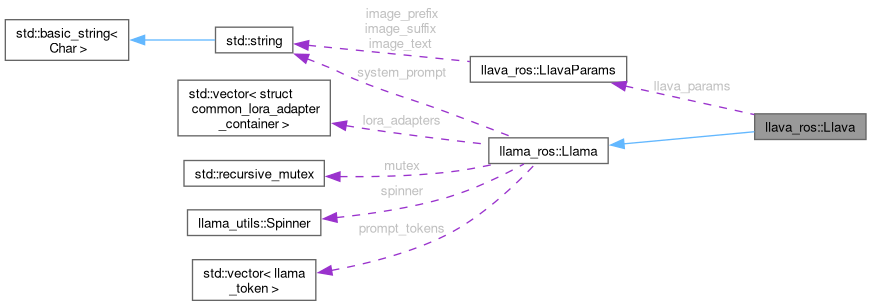 std::basic_string<
Char >
std::string
image_prefix
image_suffix
image_text
llava_ros::LlavaParams
system_prompt
llava_params
std::vector< struct
common_lora_adapter
_container >
lora_adapters
llava_ros::Llava
llama_ros::Llama
std::recursive_mutex
mutex
spinner
llama_utils::Spinner
prompt_tokens
std::vector< llama
_token >